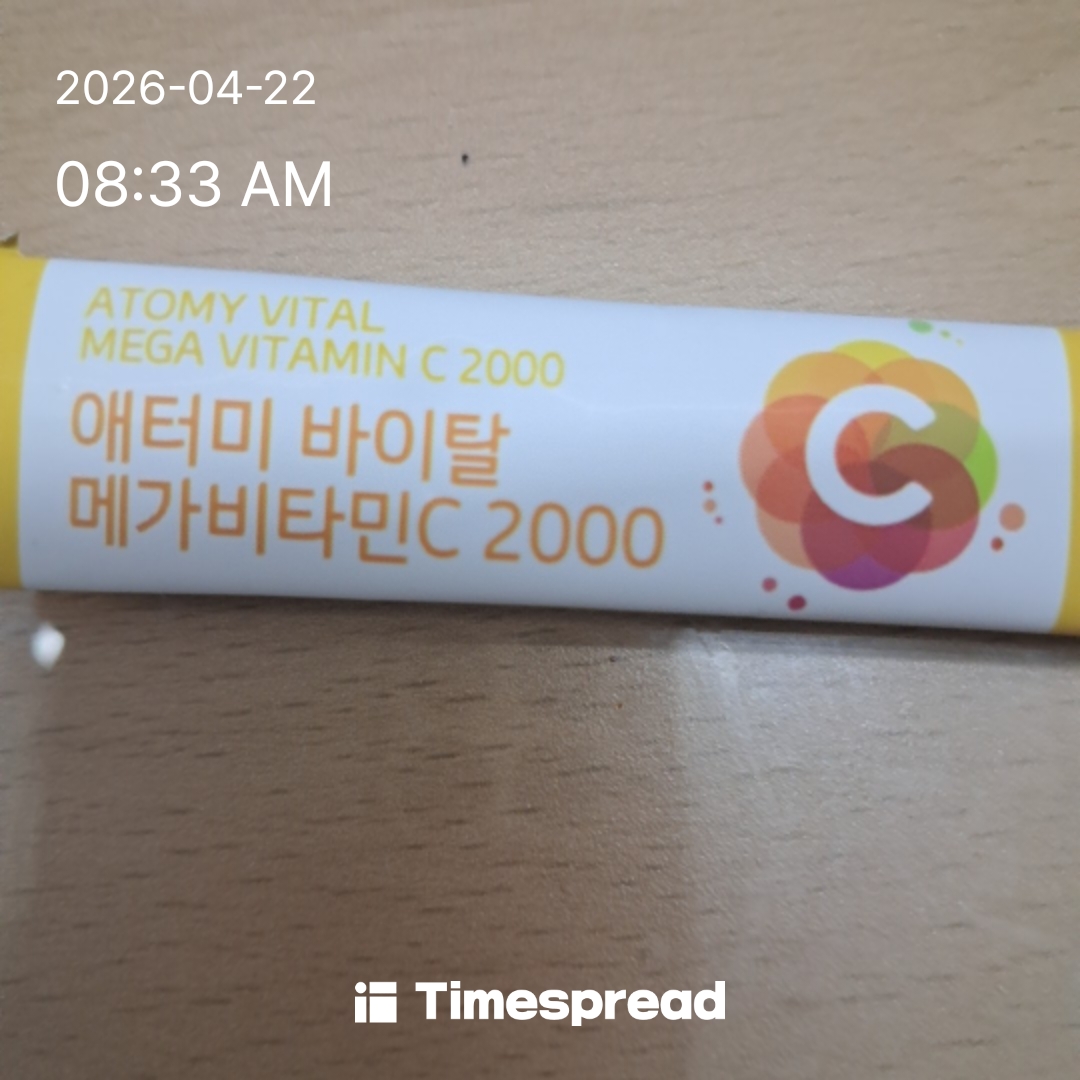 2026-04-22
08:33 AM
ATOMY VITAL
MEGA VITAMIN C 2000
애터미 바이탈
메가비타민C 2000
C
Timespread